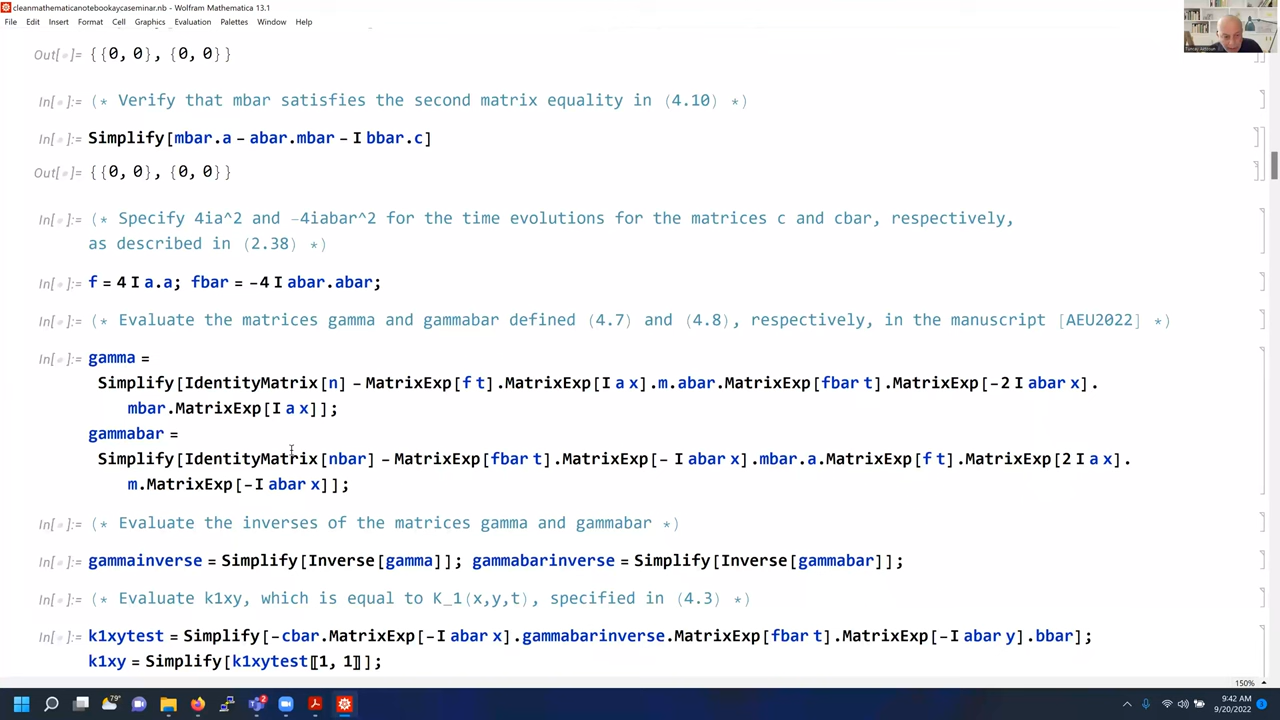 cleanmathematicanotebookaycaseminar.nb - Wolfram Mathematica 13.1
File Edit Insert Format Cell Graphics Evaluation Palettes Window Help
Out[ ]= {{0, 0}, {0, 0}}
In[ ]:= (* Verify that mbar satisfies the second matrix equality in (4.10) *)
In[ ]:= Simplify[mbar.a - abar.mbar - I bbar.c]
Out[ ]= {{0, 0}, {0, 0}}
In[ ]:= (* Specify 4ia^2 and -4iabar^2 for the time evolutions for the matrices c and cbar, respectively,
as described in (2.38) *)
In[ ]:= f = 4 I a.a; fbar = -4 I abar.abar;
In[ ]:= (* Evaluate the matrices gamma and gammabar defined (4.7) and (4.8), respectively, in the manuscript [AEU2022] *)
In[ ]:= gamma =
Simplify[IdentityMatrix[n] - MatrixExp[f t].MatrixExp[I a x].m.abar.MatrixExp[fbar t].MatrixExp[-2 I abar x].
mbar.MatrixExp[I a x]];
gammabar =
Simplify[IdentityMatrix[nbar] - MatrixExp[fbar t].MatrixExp[- I abar x].mbar.a.MatrixExp[f t].MatrixExp[2 I a x].
m.MatrixExp[-I abar x]];
In[ ]:= (* Evaluate the inverses of the matrices gamma and gammabar *)
In[ ]:= gammainverse = Simplify[Inverse[gamma]]; gammabarinverse = Simplify[Inverse[gammabar]];
In[ ]:= (* Evaluate k1xy, which is equal to K_1(x,y,t), specified in (4.3) *)
In[ ]:= k1xytest = Simplify[-cbar.MatrixExp[-I abar x].gammabarinverse.MatrixExp[fbar t].MatrixExp[-I abar y].bbar];
k1xy = Simplify[k1xytest[[1, 1]]];
150%
79°
9:42 AM
9/20/2022